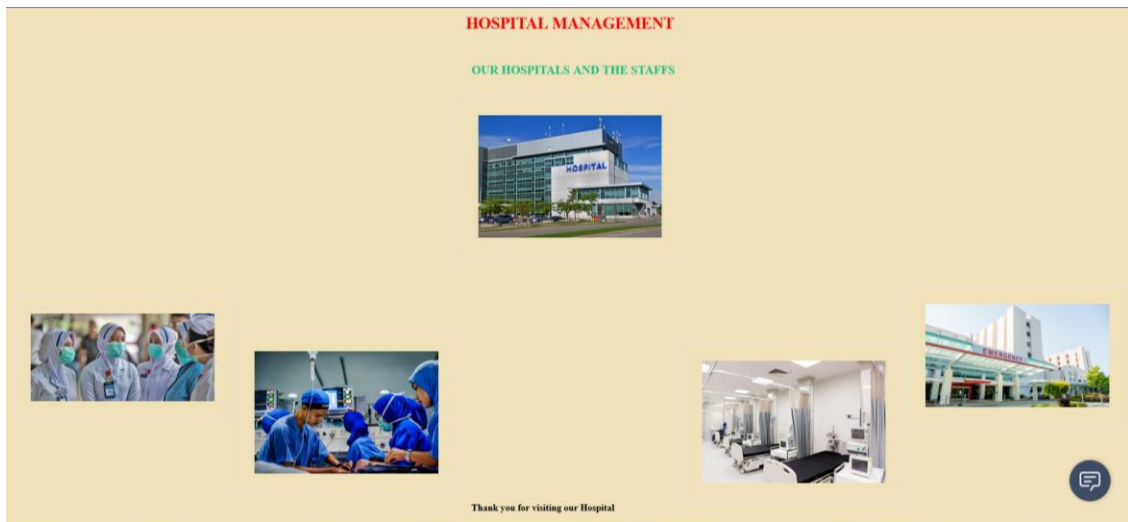 HOSPITAL MANAGEMENT
OUR HOSPITALS AND THE STAFFS
HOSPITAL
EMERGENCY
Thank you for visiting our Hospital